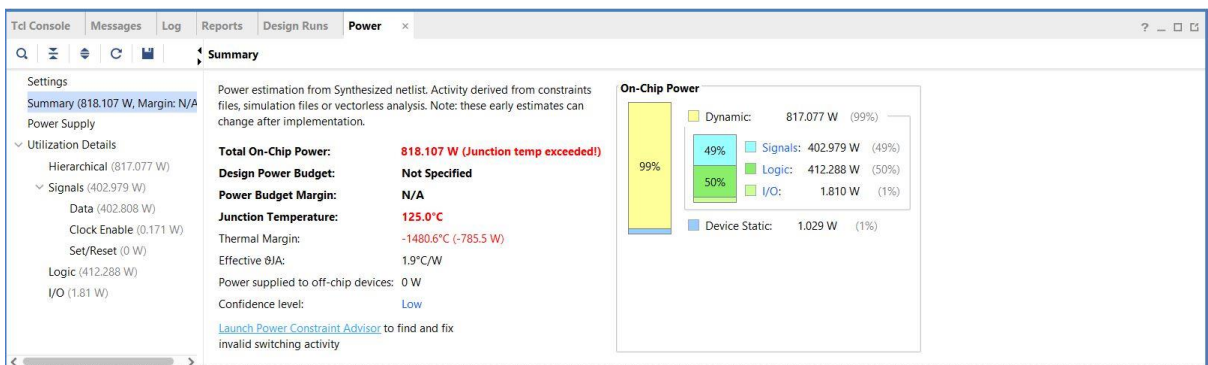 Tcl Console Messages Log Reports Design Runs Power × ? _
Summary
Settings
Summary (818.107 W, Margin: N/A
Power Supply
Utilization Details
Hierarchical (817.077 W)
Signals (402.979 W)
Data (402.808 W)
Clock Enable (0.171 W)
Set/Reset (0 W)
Logic (412.288 W)
I/O (1.81 W)
Power estimation from Synthesized netlist. Activity derived from constraints
files, simulation files or vectorless analysis. Note: these early estimates can
change after implementation.
Total On-Chip Power: 818.107 W (Junction temp exceeded!)
Design Power Budget: Not Specified
Power Budget Margin: N/A
Junction Temperature: 125.0°C
Thermal Margin: -1480.6°C (-785.5 W)
Effective ϑJA: 1.9°C/W
Power supplied to off-chip devices: 0 W
Confidence level: Low
Launch Power Constraint Advisor to find and fix
invalid switching activity
On-Chip Power
99%
Dynamic: 817.077 W (99%)
49% Signals: 402.979 W (49%)
50% Logic: 412.288 W (50%)
I/O: 1.810 W (1%)
Device Static: 1.029 W (1%)